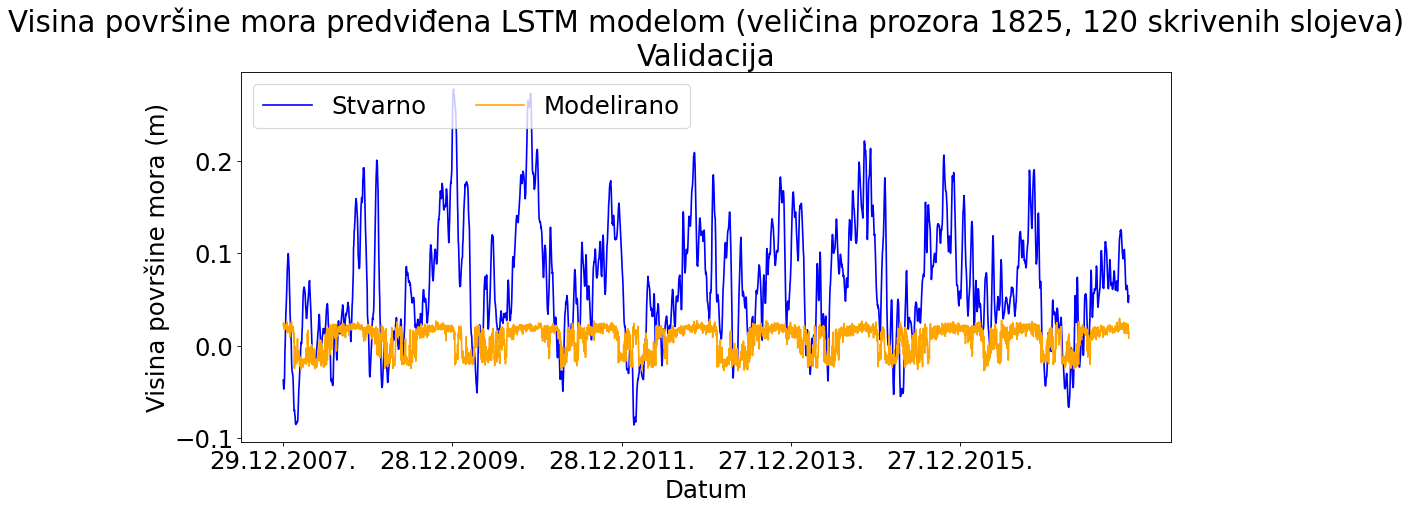 Visina površine mora predviđena LSTM modelom (veličina prozora 1825, 120 skrivenih slojeva)
Validacija
Stvarno Modelirano
Visina površine mora (m)
0.2
0.1
0.0
−0.1
29.12.2007. 28.12.2009. 28.12.2011. 27.12.2013. 27.12.2015.
Datum